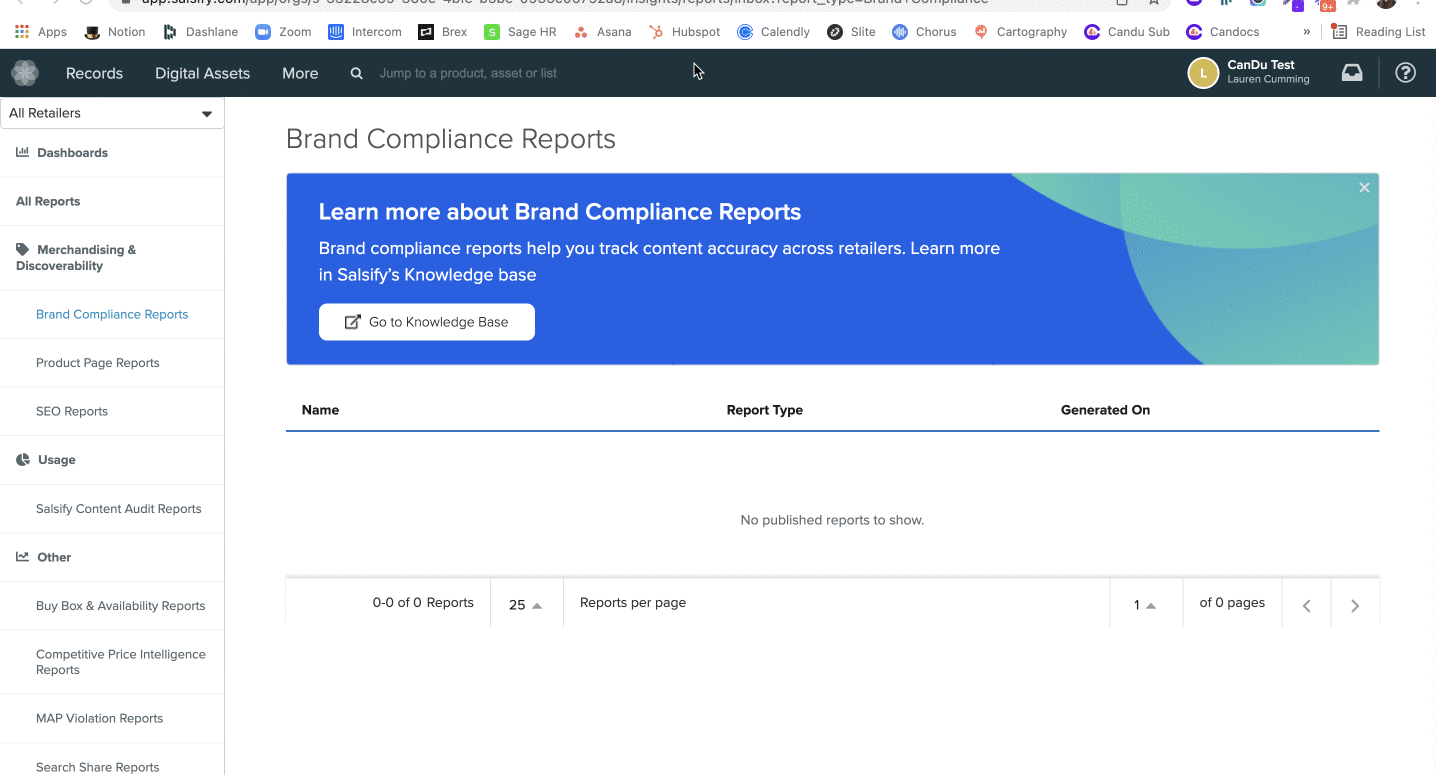 Apps Notion Dashlane Zoom Intercom Brex Sage HR Asana Hubspot Calendly Slite Chorus Cartography Candu Sub Candocs » Reading List
9+
Records Digital Assets More Jump to a product, asset or list
L CanDu Test
Lauren Cumming
All Retailers
Dashboards
All Reports
Merchandising &
Discoverability
Brand Compliance Reports
Product Page Reports
SEO Reports
Usage
Salsify Content Audit Reports
Other
Buy Box & Availability Reports
Competitive Price Intelligence
Reports
MAP Violation Reports
Search Share Reports
Brand Compliance Reports
Learn more about Brand Compliance Reports
Brand compliance reports help you track content accuracy across retailers. Learn more
in Salsify's Knowledge base
Go to Knowledge Base
Name Report Type Generated On
No published reports to show.
0-0 of 0 Reports 25 Reports per page 1 of 0 pages